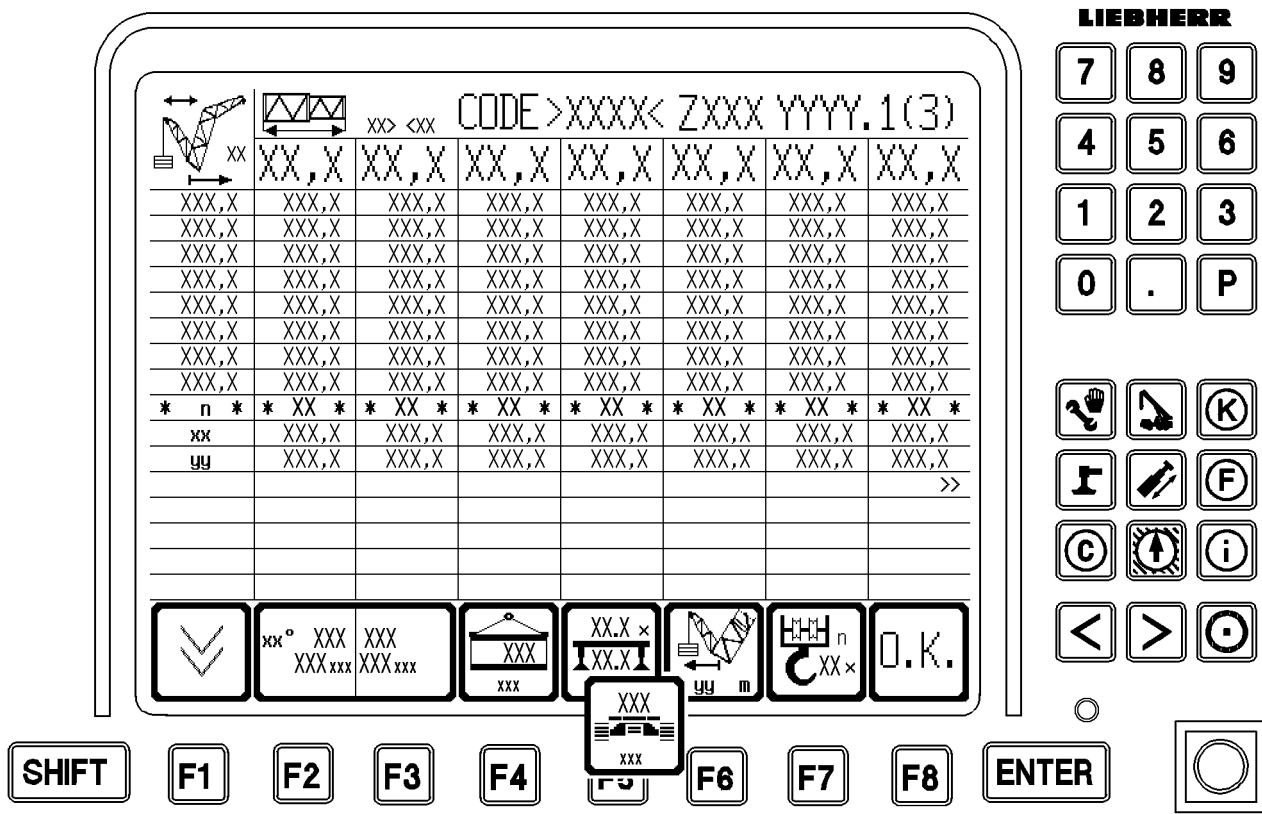 LIEBHERR
XX> <XX CODE >XXXX< ZXXX YYYY.1(3)
XX XX,X XX,X XX,X XX,X XX,X XX,X XX,X
XXX,X XXX,X XXX,X XXX,X XXX,X XXX,X XXX,X XXX,X
XXX,X XXX,X XXX,X XXX,X XXX,X XXX,X XXX,X XXX,X
XXX,X XXX,X XXX,X XXX,X XXX,X XXX,X XXX,X XXX,X
XXX,X XXX,X XXX,X XXX,X XXX,X XXX,X XXX,X XXX,X
XXX,X XXX,X XXX,X XXX,X XXX,X XXX,X XXX,X XXX,X
XXX,X XXX,X XXX,X XXX,X XXX,X XXX,X XXX,X XXX,X
XXX,X XXX,X XXX,X XXX,X XXX,X XXX,X XXX,X XXX,X
XXX,X XXX,X XXX,X XXX,X XXX,X XXX,X XXX,X XXX,X
* n * * XX * * XX * * XX * * XX * * XX * * XX * * XX *
xx XXX,X XXX,X XXX,X XXX,X XXX,X XXX,X XXX,X
yy XXX,X XXX,X XXX,X XXX,X XXX,X XXX,X XXX,X
>>
xx° XXX XXX
XXX xxx XXX xxx
XXX
xxx
XX.X ×
XX.X
yy m
n
XX ×
O.K.
XXX
xxx
SHIFT F1 F2 F3 F4 F5 F6 F7 F8 ENTER
7 8 9
4 5 6
1 2 3
0 . P
K
F
C i
< >